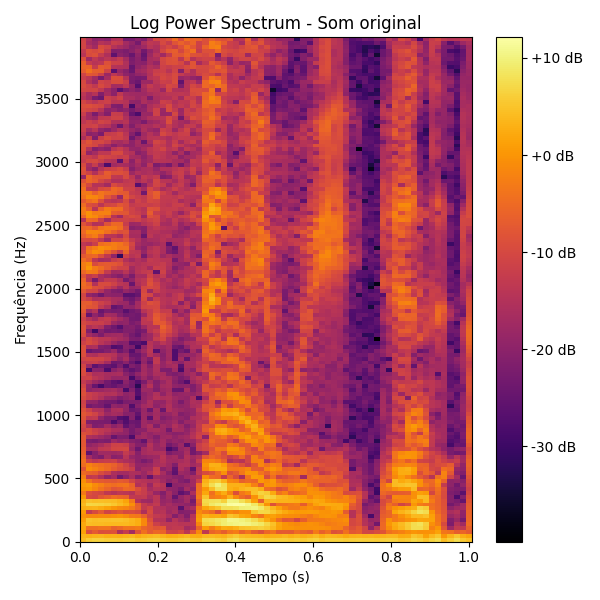 Log Power Spectrum - Som original
Frequência (Hz)
3500
3000
2500
2000
1500
1000
500
0
0.0 0.2 0.4 0.6 0.8 1.0
Tempo (s)
+10 dB
+0 dB
-10 dB
-20 dB
-30 dB